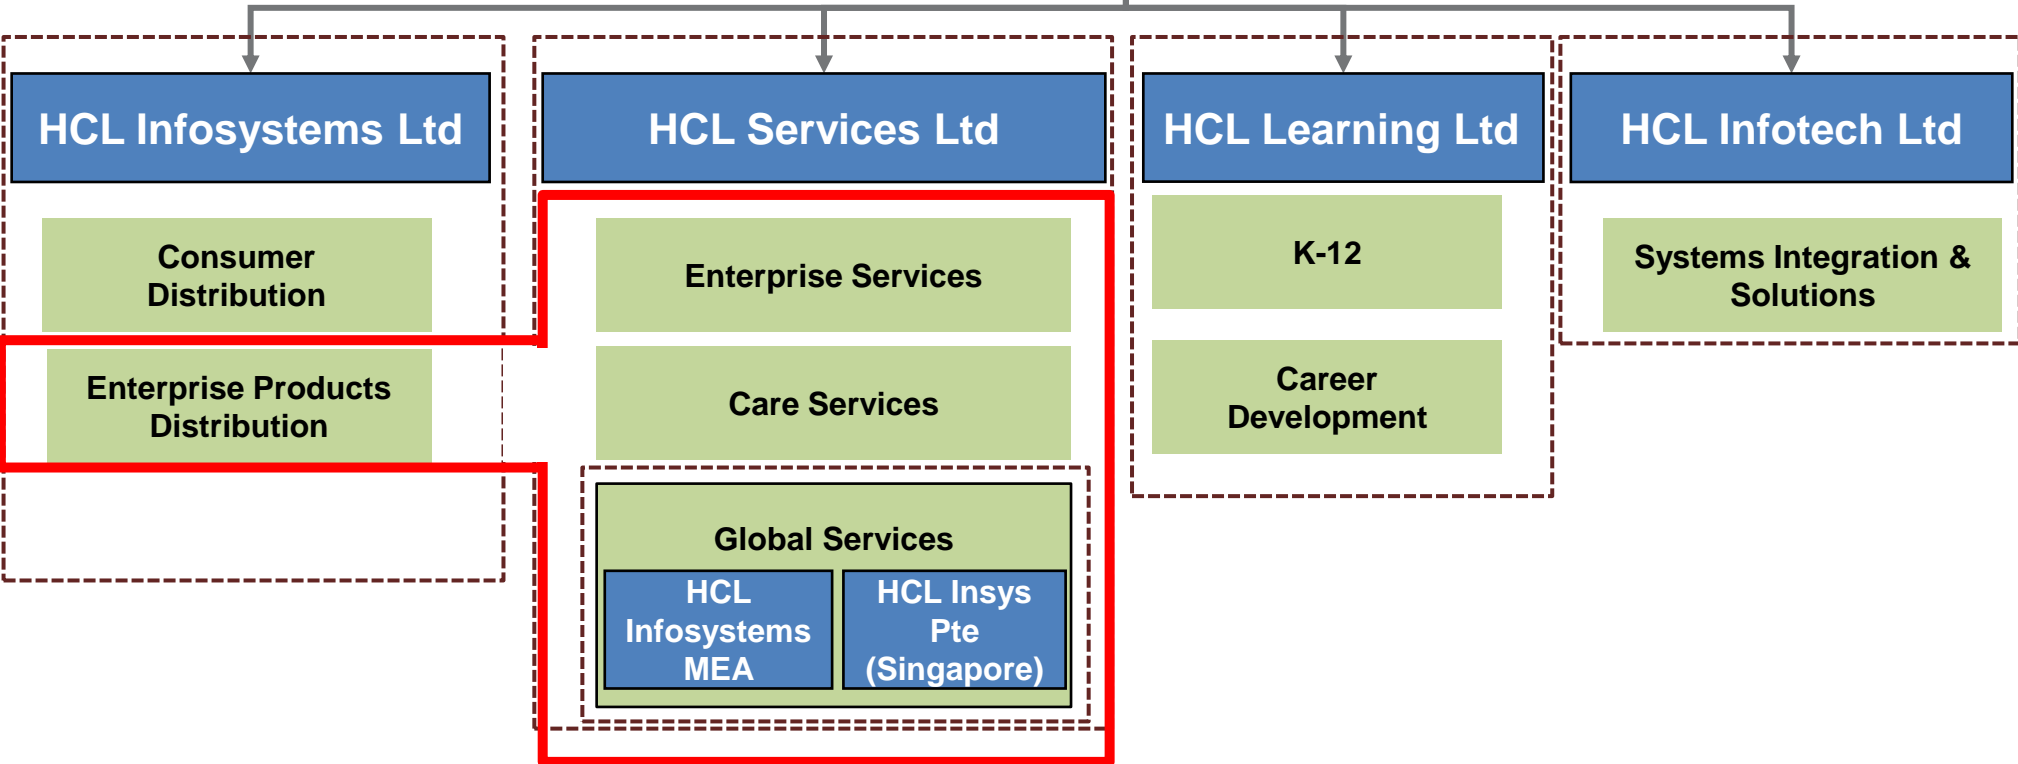 HCL Infosystems Ltd
HCL Services Ltd
HCL Learning Ltd
HCL Infotech Ltd
Consumer
Distribution
Enterprise Products
Distribution
Enterprise Services
Care Services
Global Services
HCL
Infosystems
MEA
HCL Insys
Pte
(Singapore)
K-12
Career
Development
Systems Integration &
Solutions